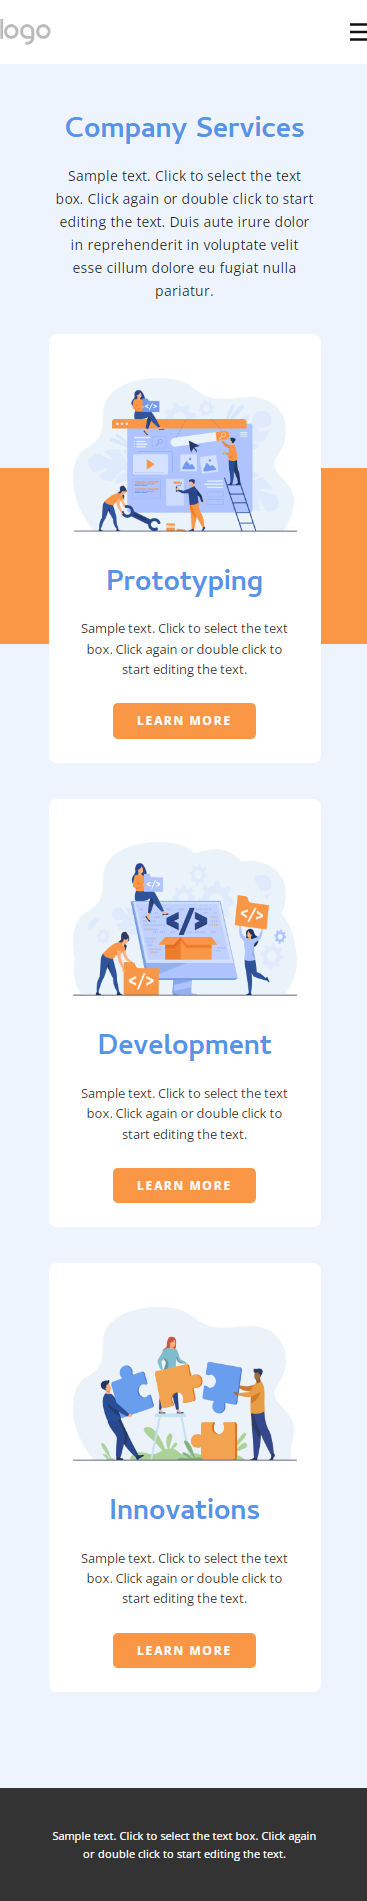 logo
Company Services
Sample text. Click to select the text
box. Click again or double click to start
editing the text. Duis aute irure dolor
in reprehenderit in voluptate velit
esse cillum dolore eu fugiat nulla
pariatur.
</>
Prototyping
Sample text. Click to select the text
box. Click again or double click to
start editing the text.
LEARN MORE
</>
</>
</>
</>
Development
Sample text. Click to select the text
box. Click again or double click to
start editing the text.
LEARN MORE
Innovations
Sample text. Click to select the text
box. Click again or double click to
start editing the text.
LEARN MORE
Sample text. Click to select the text box. Click again
or double click to start editing the text.